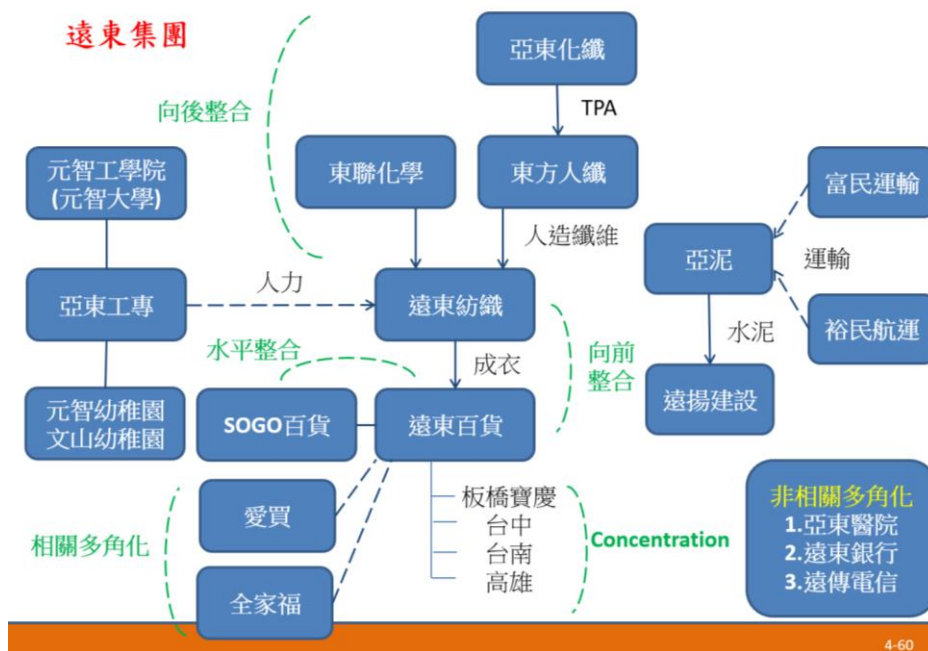 遠東集團
亞東化纖
TPA
向後整合
元智工學院
(元智大學)
東聯化學
東方人纖
富民運輸
人造纖維
亞泥
運輸
人力
亞東工專
遠東紡織
裕民航運
水泥
水平整合
成衣
向前
整合
元智幼稚園
文山幼稚園
SOGO百貨
遠東百貨
遠揚建設
愛買
板橋寶慶
台中
台南
高雄
Concentration
相關多角化
全家福
非相關多角化
1.亞東醫院
2.遠東銀行
3.遠傳電信
4-60